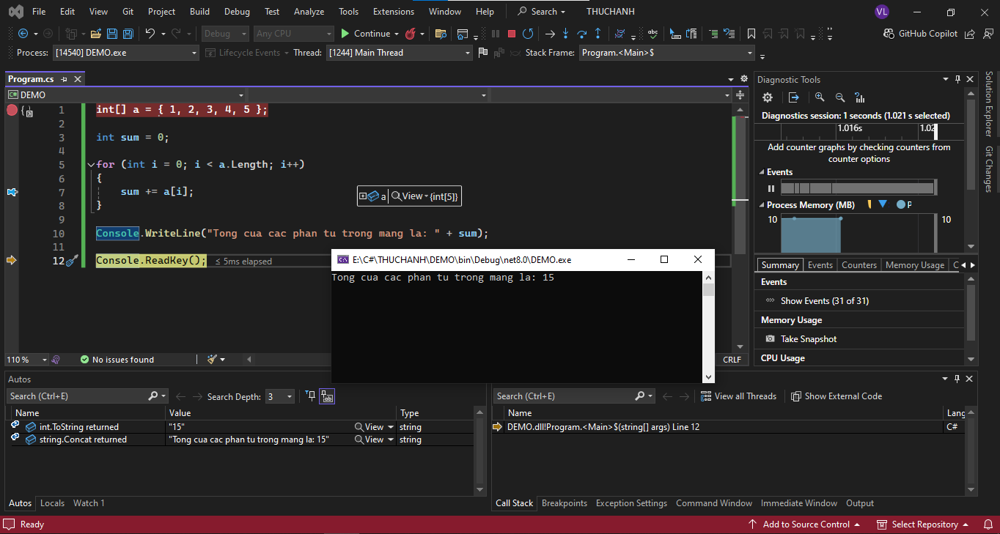 File Edit View Git Project Build Debug Test Analyze Tools Extensions Window Help Search THUCHANH VL
Debug Any CPU Continue GitHub Copilot
Process: [14540] DEMO.exe Lifecycle Events Thread: [1244] Main Thread Stack Frame: Program.<Main>$
Program.cs
C# DEMO
1 int[] a = { 1, 2, 3, 4, 5 };
2
3 int sum = 0;
4
5 for (int i = 0; i < a.Length; i++)
6 {
7 sum += a[i];
8 }
9
10 Console.WriteLine("Tong cua cac phan tu trong mang la: " + sum);
11
12 Console.ReadKey(); ≤ 5ms elapsed
a View {int[5]}
E:\C#\THUCHANH\DEMO\bin\Debug\net8.0\DEMO.exe
Tong cua cac phan tu trong mang la: 15
110 % No issues found CRLF
Diagnostic Tools
Diagnostics session: 1 seconds (1.021 s selected)
1.016s 1.02
Add counter graphs by checking counters from
counter options
Events
Process Memory (MB) P
10 10
Summary Events Counters Memory Usage C
Events
Show Events (31 of 31)
Memory Usage
Take Snapshot
CPU Usage
Solution Explorer
Git Changes
Autos
Search (Ctrl+E) Search Depth: 3
Name Value Type
int.ToString returned "15" View string
string.Concat returned "Tong cua cac phan tu trong mang la: 15" View string
Autos Locals Watch 1
Search (Ctrl+E) View all Threads Show External Code
Name Lang
DEMO.dll!Program.<Main>$(string[] args) Line 12 C#
Call Stack Breakpoints Exception Settings Command Window Immediate Window Output
Ready Add to Source Control Select Repository